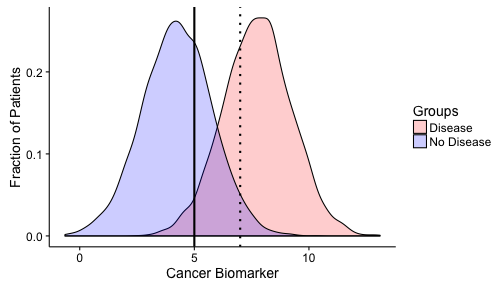 Fraction of Patients
0.2
0.1
0.0
0
5
10
Cancer Biomarker
Groups
Disease
No Disease